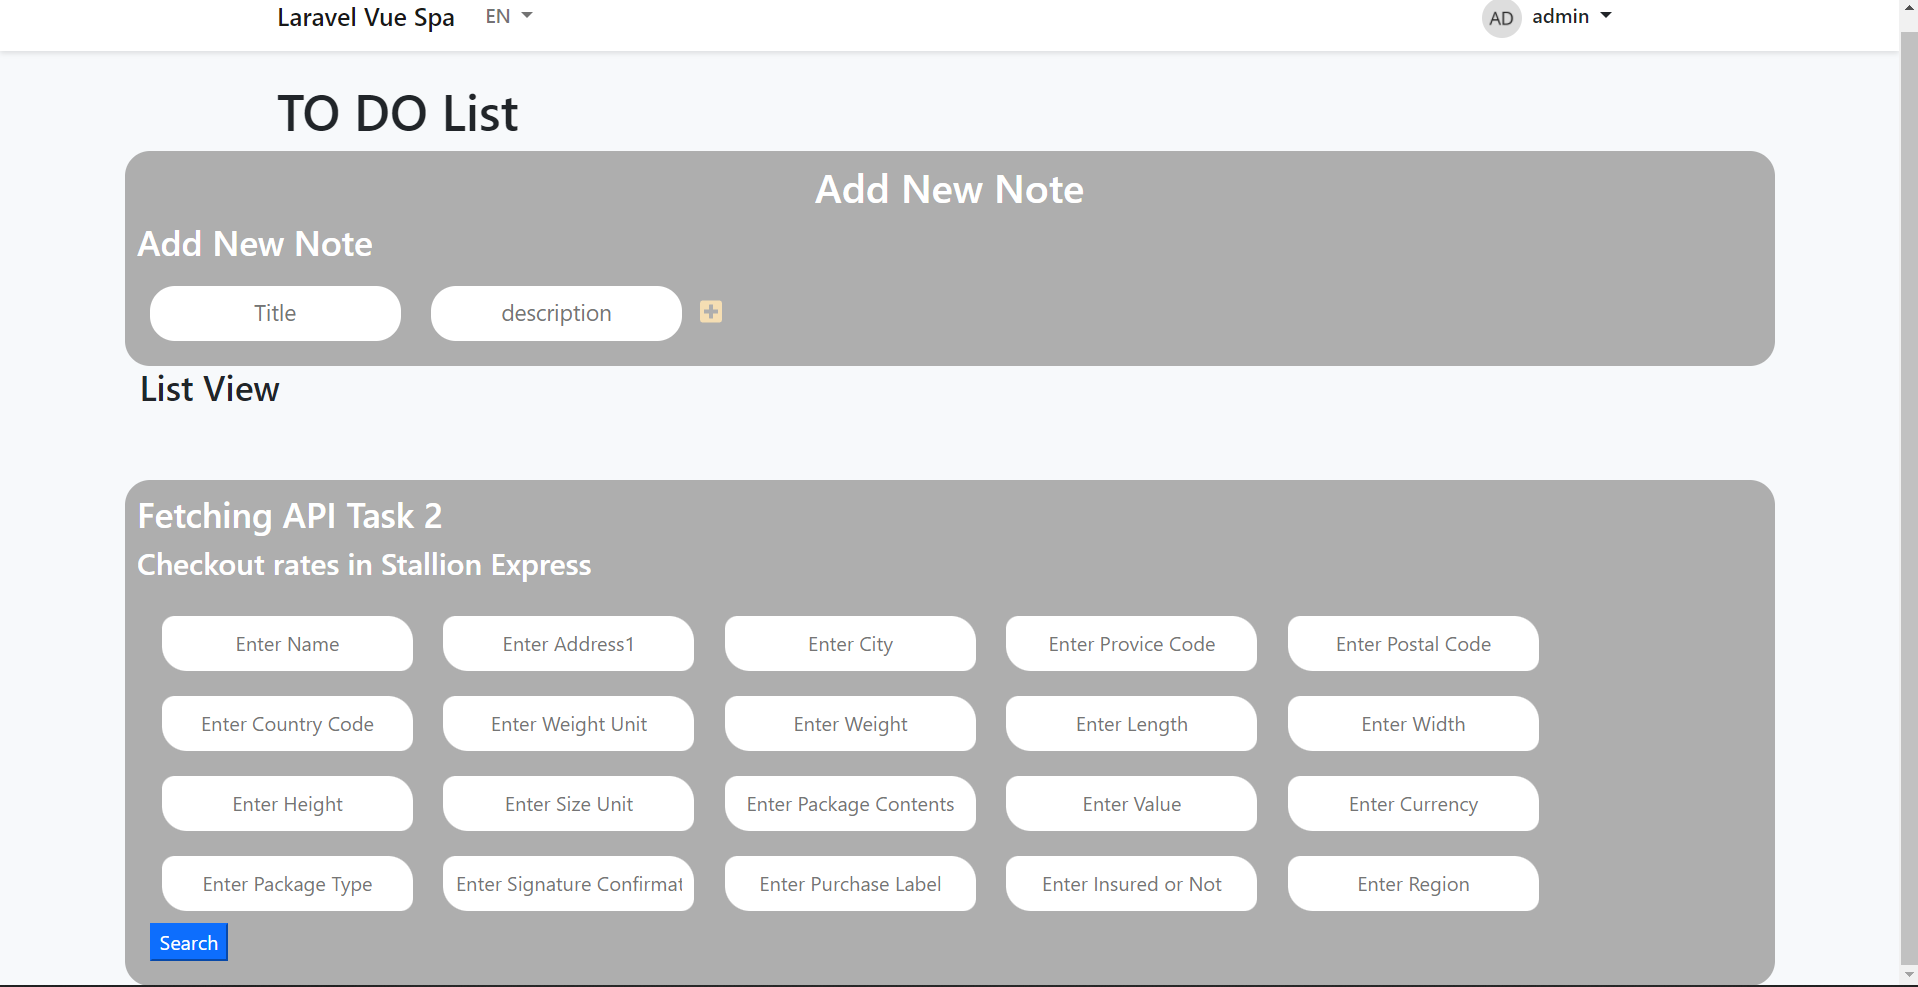 Laravel Vue Spa EN AD admin
TO DO List
Add New Note
Add New Note
Title description
List View
Fetching API Task 2
Checkout rates in Stallion Express
Enter Name Enter Address1 Enter City Enter Provice Code Enter Postal Code
Enter Country Code Enter Weight Unit Enter Weight Enter Length Enter Width
Enter Height Enter Size Unit Enter Package Contents Enter Value Enter Currency
Enter Package Type Enter Signature Confirmat Enter Purchase Label Enter Insured or Not Enter Region
Search